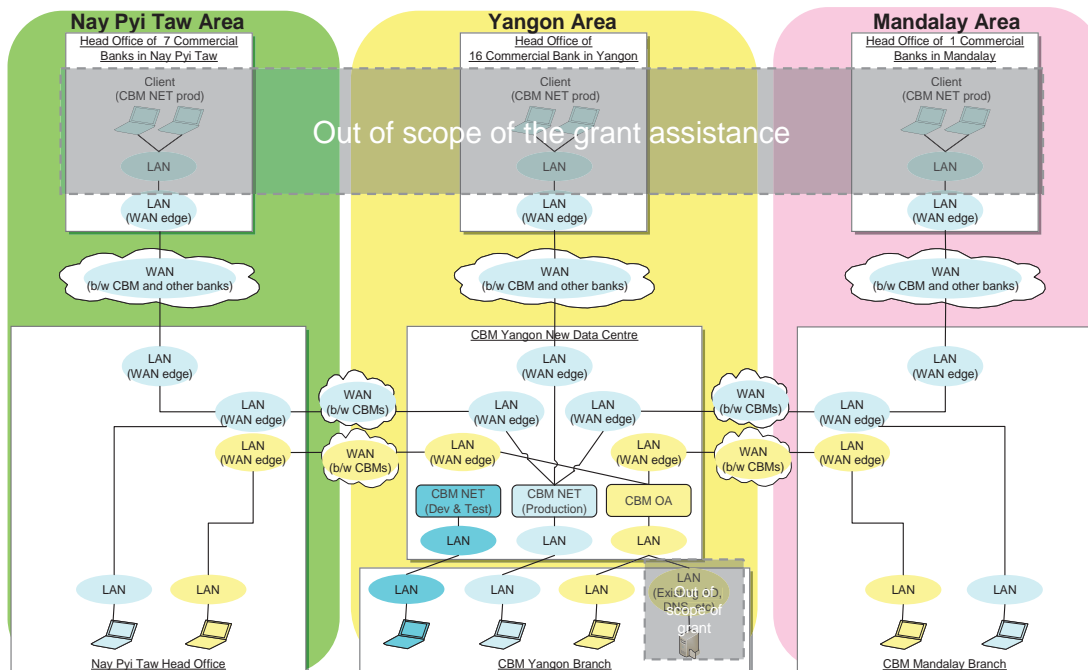 Nay Pyi Taw Area
Yangon Area
Mandalay Area
Head Office of 7 Commercial
Banks in Nay Pyi Taw
Head Office of
16 Commercial Bank in Yangon
Head Office of 1 Commercial
Banks in Mandalay
Client
(CBM NET prod)
Client
(CBM NET prod)
Client
(CBM NET prod)
Out of scope of the grant assistance
LAN
LAN
LAN
LAN
(WAN edge)
LAN
(WAN edge)
LAN
(WAN edge)
WAN
(b/w CBM and other banks)
WAN
(b/w CBM and other banks)
WAN
(b/w CBM and other banks)
CBM Yangon New Data Centre
LAN
(WAN edge)
LAN
(WAN edge)
LAN
(WAN edge)
LAN
(WAN edge)
WAN
(b/w CBMs)
LAN
(WAN edge)
LAN
(WAN edge)
WAN
(b/w CBMs)
LAN
(WAN edge)
LAN
(WAN edge)
WAN
(b/w CBMs)
LAN
(WAN edge)
LAN
(WAN edge)
WAN
(b/w CBMs)
LAN
(WAN edge)
CBM NET
(Dev & Test)
CBM NET
(Production)
CBM OA
LAN
LAN
LAN
LAN
LAN
LAN
LAN
LAN
LAN
(Existing
DNS, etc)
Out of
scope of
grant
LAN
LAN
Nay Pyi Taw Head Office
CBM Yangon Branch
CBM Mandalay Branch